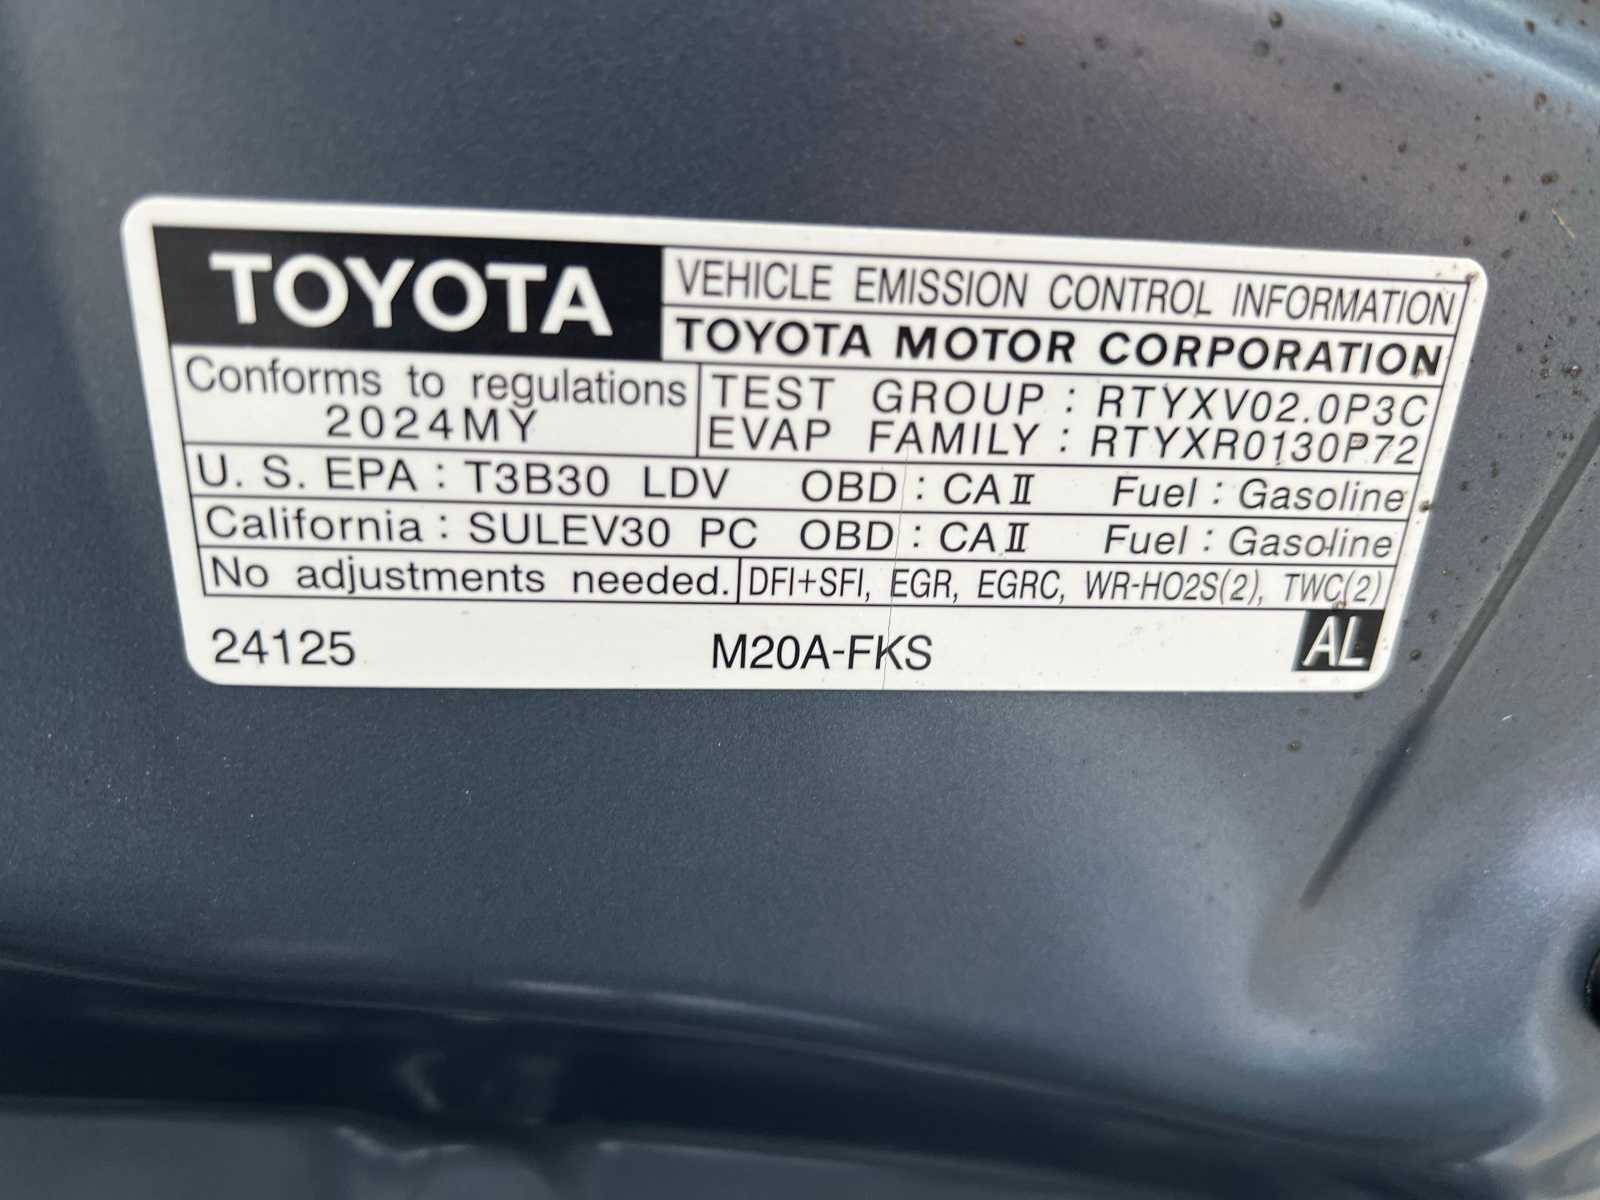 TOYOTA
VEHICLE EMISSION CONTROL INFORMATION
TOYOTA MOTOR CORPORATION
Conforms to regulations
2024MY
TEST GROUP : RTYXV02.0P3C
EVAP FAMILY : RTYXR0130P72
U. S. EPA : T3B30 LDV OBD : CAⅡ Fuel : Gasoline
California : SULEV30 PC OBD : CAⅡ Fuel : Gasoline
No adjustments needed. DFI+SFI, EGR, EGRC, WR-HO2S(2), TWC(2)
24125 M20A-FKS AL